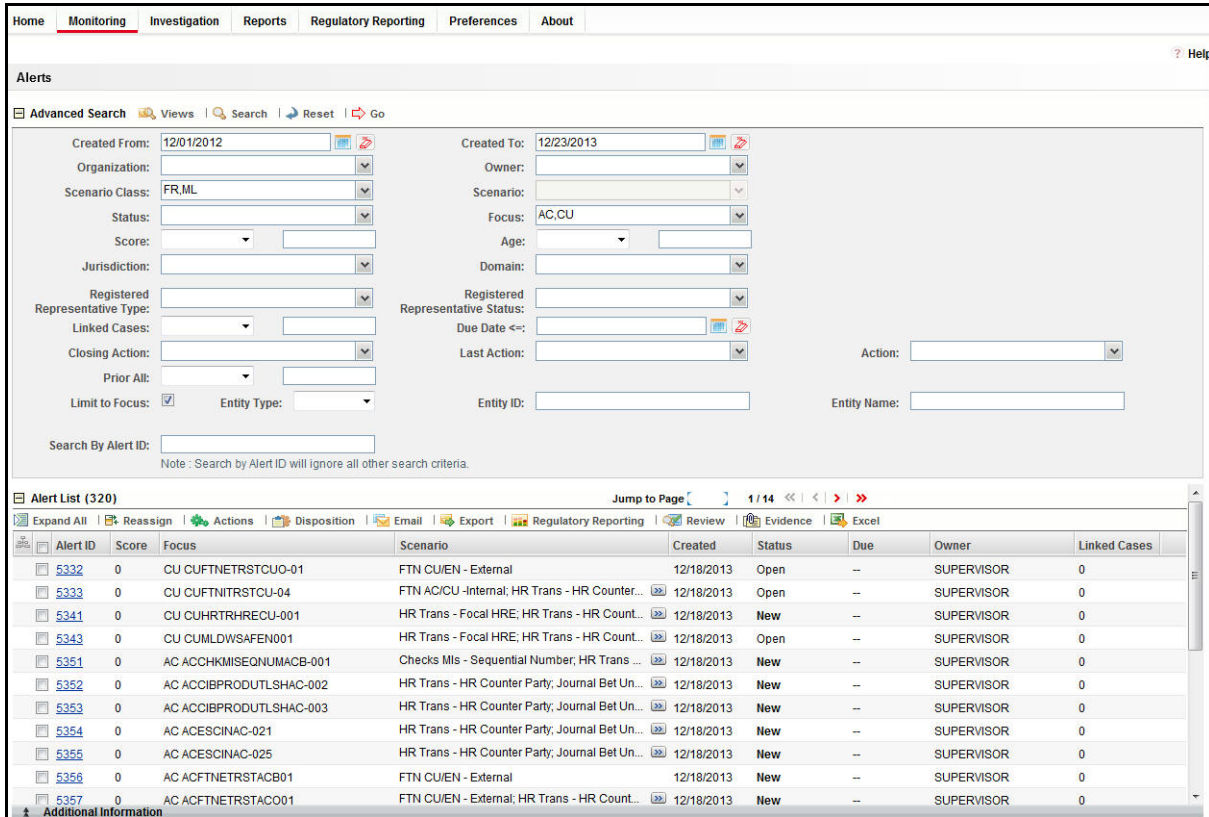 Home Monitoring Investigation Reports Regulatory Reporting Preferences About
? Help
Alerts
Advanced Search Views | Search | Reset | Go
Created From: 12/01/2012 Created To: 12/23/2013
Organization: Owner:
Scenario Class: FR,ML Scenario:
Status: Focus: AC,CU
Score: Age:
Jurisdiction: Domain:
Registered Representative Type: Registered Representative Status:
Linked Cases: Due Date <=:
Closing Action: Last Action: Action:
Prior All:
Limit to Focus: Entity Type: Entity ID: Entity Name:
Search By Alert ID:
Note : Search by Alert ID will ignore all other search criteria.
Alert List (320) Jump to Page [ ] 1 / 14
Expand All | Reassign | Actions | Disposition | Email | Export | Regulatory Reporting | Review | Evidence | Excel
Alert ID Score Focus Scenario Created Status Due Owner Linked Cases
5332 0 CU CUFTNETRSTCUO-01 FTN CU/EN - External 12/18/2013 Open -- SUPERVISOR 0
5333 0 CU CUFTNITRSTCU-04 FTN AC/CU -Internal; HR Trans - HR Counter... 12/18/2013 Open -- SUPERVISOR 0
5341 0 CU CUHRTRHRECU-001 HR Trans - Focal HRE; HR Trans - HR Count... 12/18/2013 New -- SUPERVISOR 0
5343 0 CU CUMLDWSAFEN001 HR Trans - Focal HRE; HR Trans - HR Count... 12/18/2013 Open -- SUPERVISOR 0
5351 0 AC ACCHKMISEQNUMACB-001 Checks MIs - Sequential Number; HR Trans ... 12/18/2013 New -- SUPERVISOR 0
5352 0 AC ACCIBPRODUTLSHAC-002 HR Trans - HR Counter Party; Journal Bet Un... 12/18/2013 New -- SUPERVISOR 0
5353 0 AC ACCIBPRODUTLSHAC-003 HR Trans - HR Counter Party; Journal Bet Un... 12/18/2013 New -- SUPERVISOR 0
5354 0 AC ACESCINAC-021 HR Trans - HR Counter Party; Journal Bet Un... 12/18/2013 New -- SUPERVISOR 0
5355 0 AC ACESCINAC-025 HR Trans - HR Counter Party; Journal Bet Un... 12/18/2013 New -- SUPERVISOR 0
5356 0 AC ACFTNETRSTACB01 FTN CU/EN - External 12/18/2013 New -- SUPERVISOR 0
5357 0 AC ACFTNETRSTACO01 FTN CU/EN - External; HR Trans - HR Count... 12/18/2013 New -- SUPERVISOR 0
Additional Information